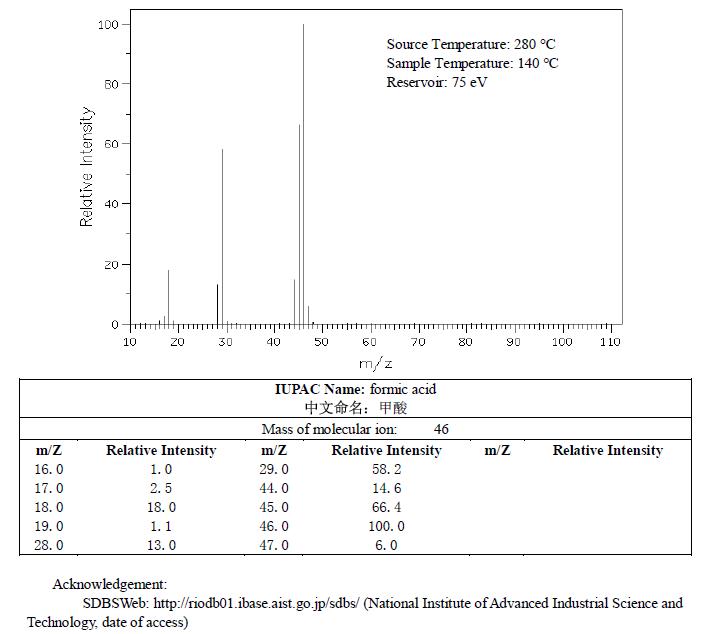 100
80
60
40
20
0
Relative Intensity
10 20 30 40 50 60 70 80 90 100 110
m/z
Source Temperature: 280 °C
Sample Temperature: 140 °C
Reservoir: 75 eV
IUPAC Name: formic acid
中文命名：甲酸
Mass of molecular ion: 46
m/Z Relative Intensity m/Z Relative Intensity m/Z Relative Intensity
16.0 1.0 29.0 58.2
17.0 2.5 44.0 14.6
18.0 18.0 45.0 66.4
19.0 1.1 46.0 100.0
28.0 13.0 47.0 6.0
Acknowledgement:
SDBSWeb: http://riodb01.ibase.aist.go.jp/sdbs/ (National Institute of Advanced Industrial Science and
Technology, date of access)